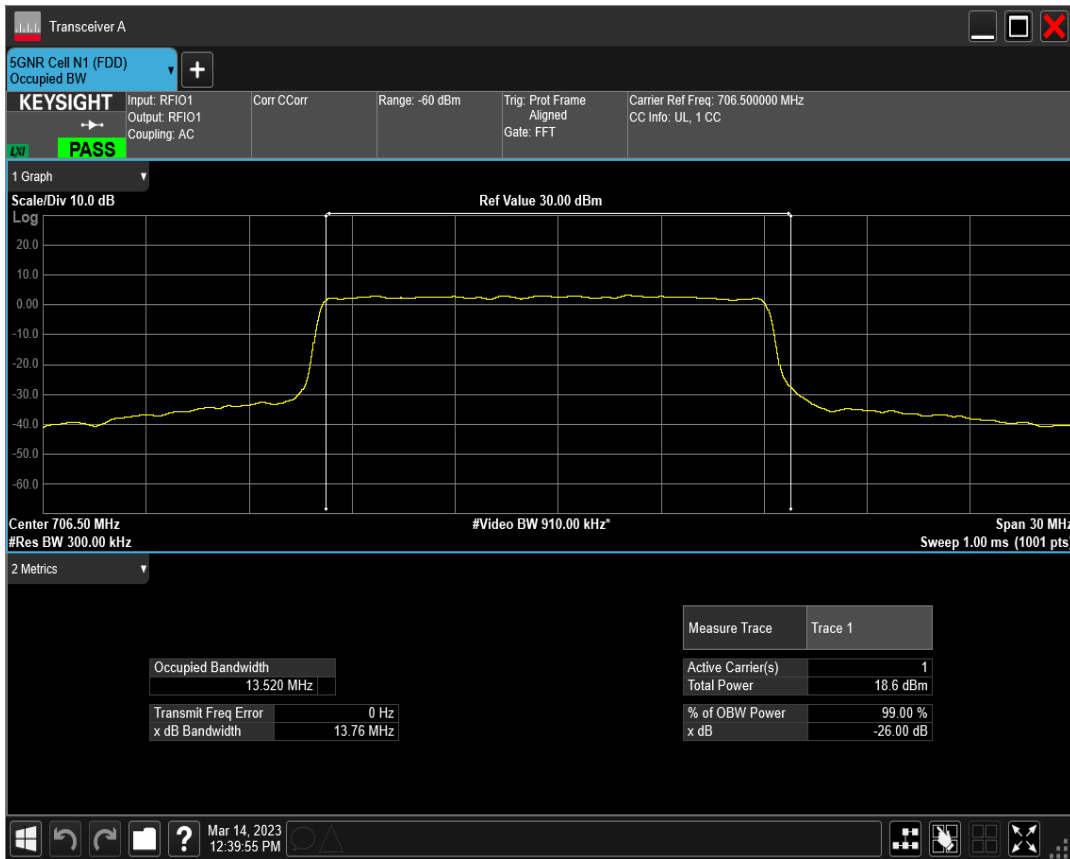 Transceiver A
5GNR Cell N1 (FDD)
Occupied BW
+
KEYSIGHT
LXI
PASS
Input: RFIO1
Output: RFIO1
Coupling: AC
Corr CCorr
Range: -60 dBm
Trig: Prot Frame
Aligned
Gate: FFT
Carrier Ref Freq: 706.500000 MHz
CC Info: UL, 1 CC
1 Graph
Scale/Div 10.0 dB
Ref Value 30.00 dBm
Log
20.0
10.0
0.00
-10.0
-20.0
-30.0
-40.0
-50.0
-60.0
Center 706.50 MHz
#Video BW 910.00 kHz*
Span 30 MHz
#Res BW 300.00 kHz
Sweep 1.00 ms (1001 pts)
2 Metrics
Measure Trace Trace 1
Occupied Bandwidth
13.520 MHz
Active Carrier(s) 1
Total Power 18.6 dBm
Transmit Freq Error 0 Hz
x dB Bandwidth 13.76 MHz
% of OBW Power 99.00 %
x dB -26.00 dB
?
Mar 14, 2023
12:39:55 PM